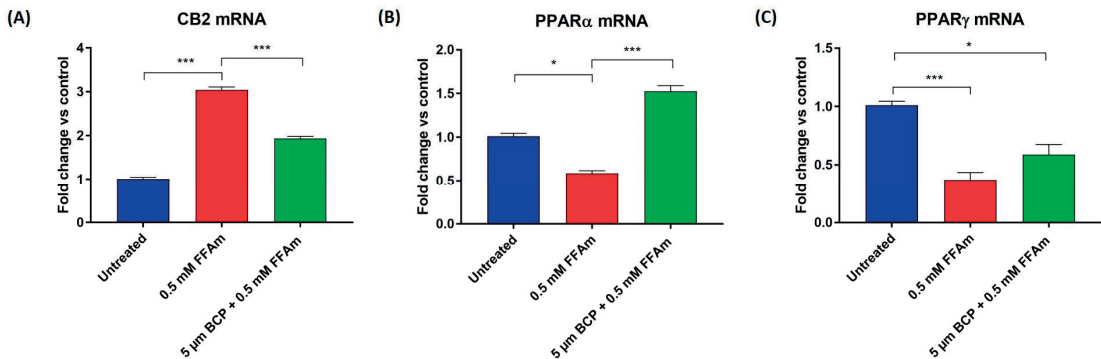 (A)
CB2 mRNA
Fold change vs control
4
3
2
1
0
***
***
Untreated
0.5 mM FFAm
5 µm BCP + 0.5 mM FFAm
(B)
PPARα mRNA
Fold change vs control
2.0
1.5
1.0
0.5
0.0
*
***
Untreated
0.5 mM FFAm
5 µm BCP + 0.5 mM FFAm
(C)
PPARγ mRNA
Fold change vs control
1.5
1.0
0.5
0.0
*
***
Untreated
0.5 mM FFAm
5 µm BCP + 0.5 mM FFAm